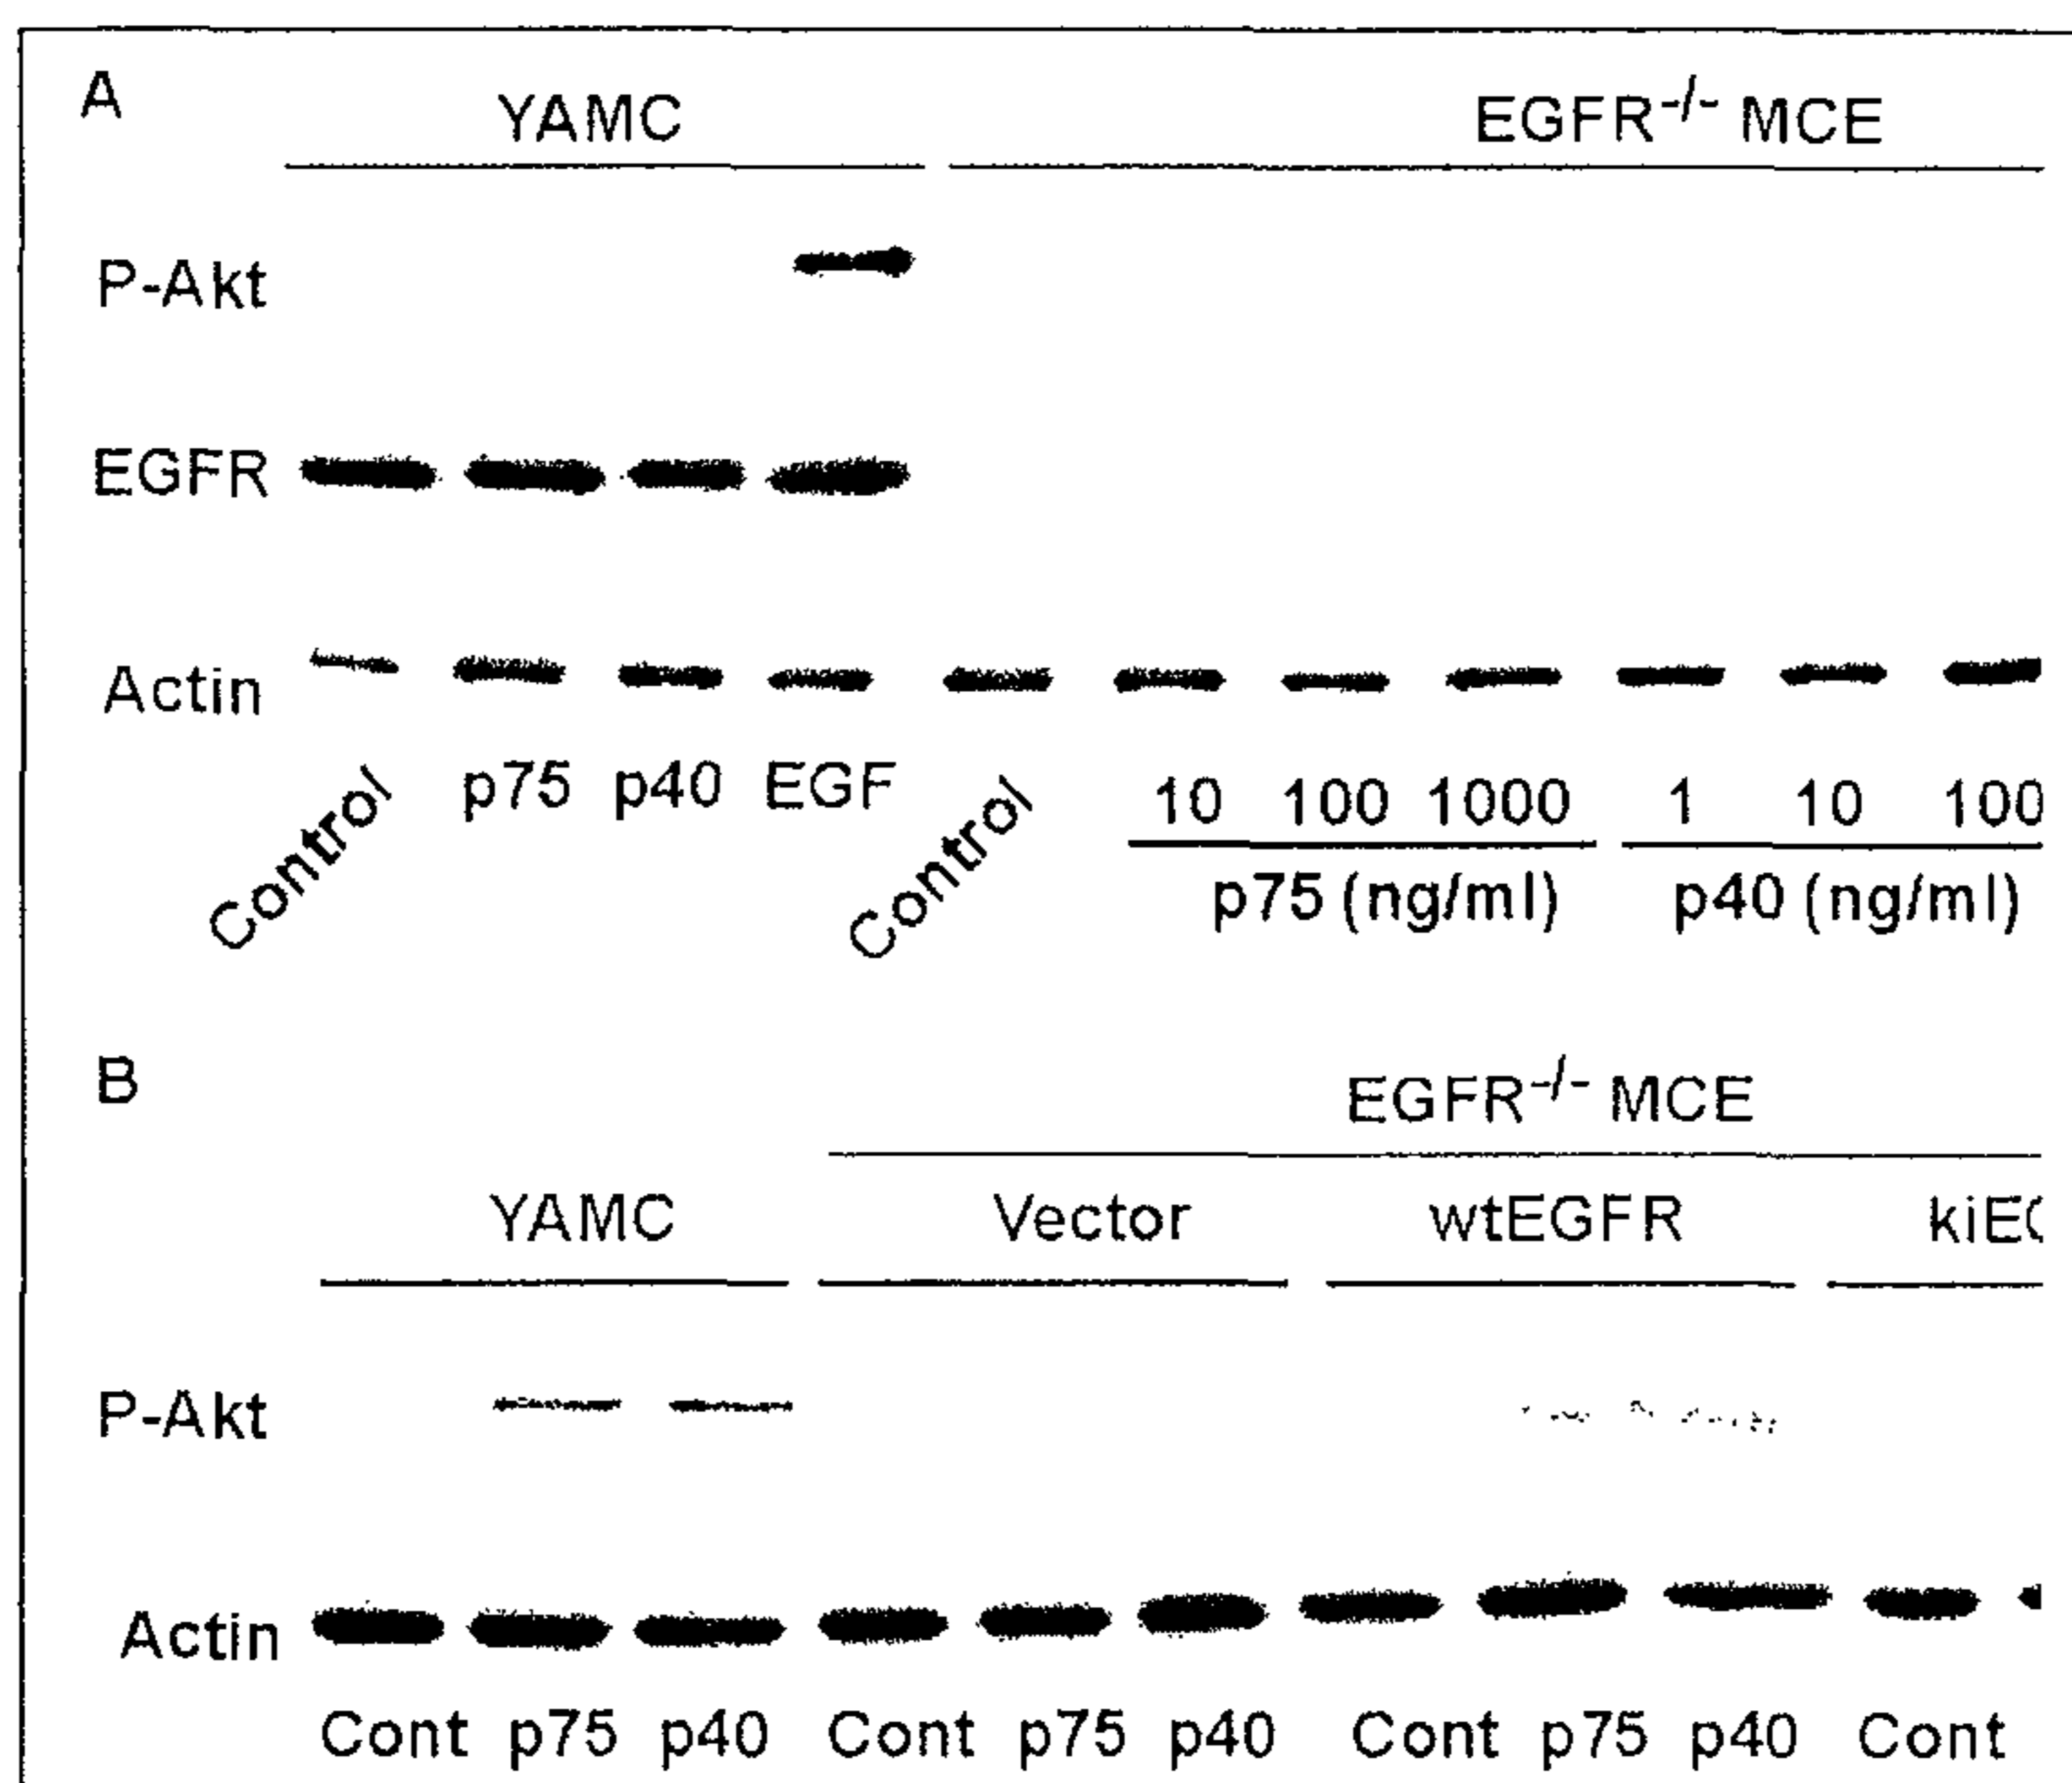 A
YAMC EGFR-/- MCE
P-Akt
EGFR
Actin
Control p75 p40 EGF Control 10 100 1000 1 10 100
p75 (ng/ml) p40 (ng/ml)
B
EGFR-/- MCE
YAMC Vector wtEGFR
P-Akt
Actin
Cont p75 p40 Cont p75 p40 Cont p75 p40 Cont